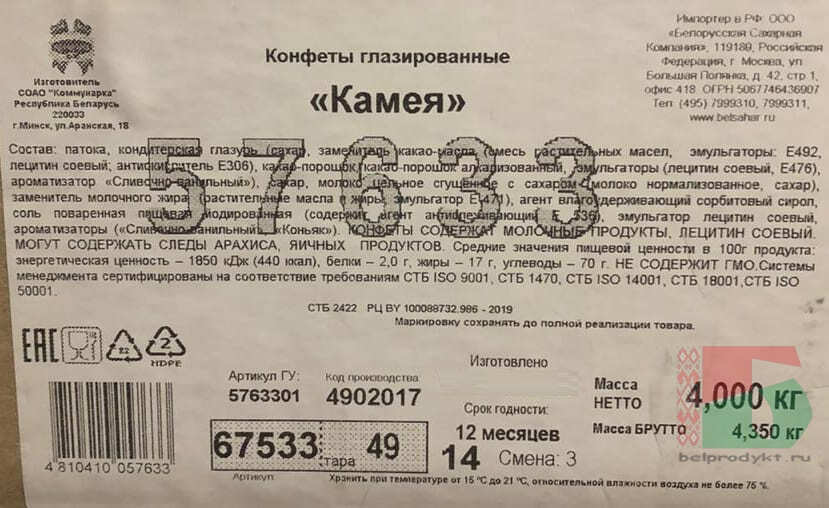 Изготовитель
СОАО "Коммунарка"
Республика Беларусь
220033
г.Минск, ул.Аранская, 18
Конфеты глазированные
«Камея»
Импортер в РФ: ООО
«Белорусская Сахарная
Компания», 119180, Российская
Федерация, г. Москва, ул
Большая Полянка, д. 42, стр 1,
офис 418 ОГРН 5067746436907
Тел (495) 7999310, 7999311,
www.belsahar ru
57633
Состав: патока, кондитерская глазурь (сахар, заменитель какао-масла (смесь растительных масел, эмульгаторы: Е492,
лецитин соевый; антиокислитель Е306), какао-порошок, какао-порошок алкализованный, эмульгаторы (лецитин соевый, Е476),
ароматизатор «Сливочно-ванильный»), сахар, молоко цельное сгущенное с сахаром (молоко нормализованное, сахар),
заменитель молочного жира (растительные масла и жиры, эмульгатор Е471), агент влагоудерживающий сорбитовый сироп,
соль поваренная пищевая йодированная (содержит агент антислеживающий Е 536), эмульгатор лецитин соевый,
ароматизаторы («Сливочно-ванильный», «Коньяк»). КОНФЕТЫ СОДЕРЖАТ МОЛОЧНЫЕ ПРОДУКТЫ, ЛЕЦИТИН СОЕВЫЙ.
МОГУТ СОДЕРЖАТЬ СЛЕДЫ АРАХИСА, ЯИЧНЫХ ПРОДУКТОВ. Средние значения пищевой ценности в 100г продукта:
энергетическая ценность – 1850 кДж (440 ккал), белки – 2,0 г, жиры – 17 г, углеводы – 70 г. НЕ СОДЕРЖИТ ГМО.Системы
менеджмента сертифицированы на соответствие требованиям СТБ ISO 9001, СТБ 1470, СТБ ISO 14001, СТБ 18001,СТБ ISO
50001.
СТБ 2422 РЦ BY 100088732.986 - 2019
Маркировку сохранять до полной реализации товара.
EAC
22
2
HDPE
Артикул ГУ:
5763301
Код производства
4902017
Изготовлено
Срок годности:
12 месяцев
14 Смена: 3
Масса
НЕТТО 4,000 кг
Масса БРУТТО 4,350 кг
belprodykt.ru
67533 тара 49
Артикул
4 810410 057633
Хранить при температуре от 15 °С до 21 °С, относительной влажности воздуха не более 75 %.